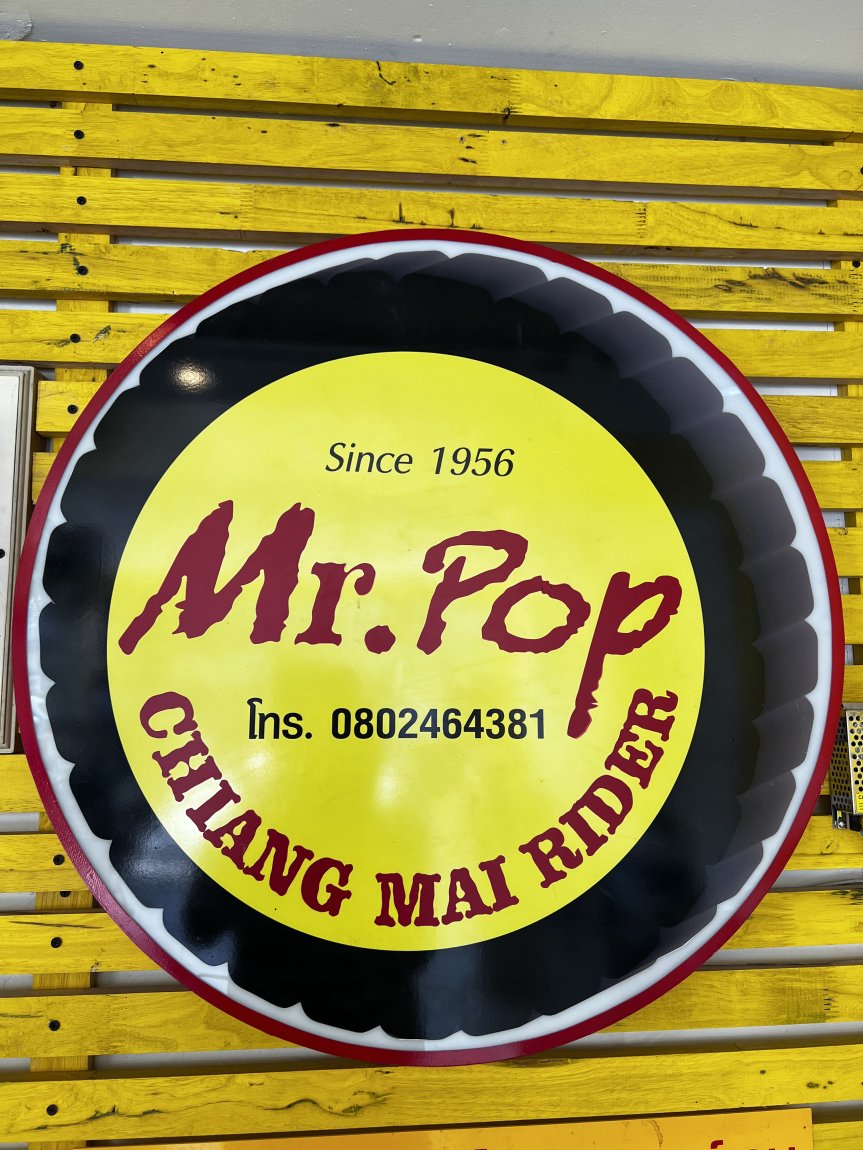 Since 1956
Mr. Pop
โทร. 0802464381
CHIANG MAI RIDER